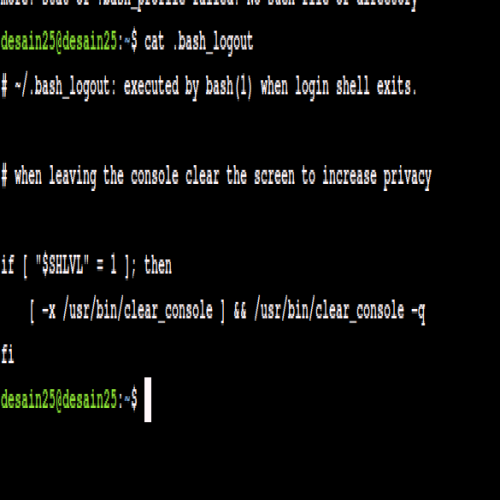 desain25@desain25:~$ cat .bash_logout
# ~/.bash_logout: executed by bash(1) when login shell exits.
# when leaving the console clear the screen to increase privacy
if [ "$SHLVL" = 1 ]; then
    [ -x /usr/bin/clear_console ] && /usr/bin/clear_console -q
fi
desain25@desain25:~$